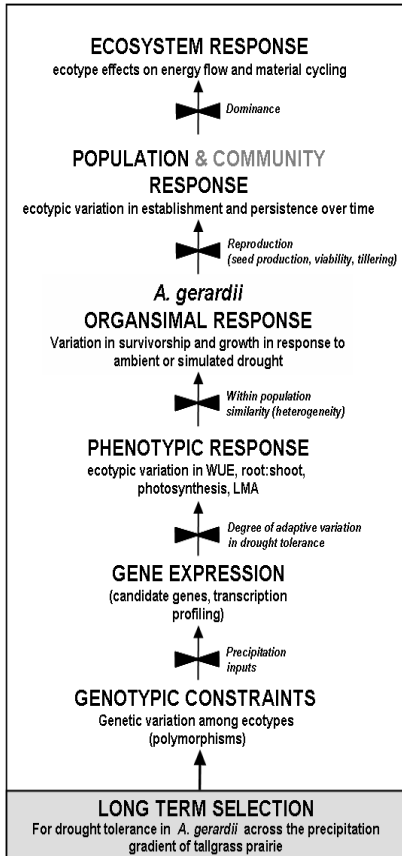 ECOSYSTEM RESPONSE
ecotype effects on energy flow and material cycling
Dominance
POPULATION & COMMUNITY
RESPONSE
ecotypic variation in establishment and persistence over time
Reproduction
(seed production, viability, tillering)
A. gerardii
ORGANSIMAL RESPONSE
Variation in survivorship and growth in response to
ambient or simulated drought
Within population
similarity (heterogeneity)
PHENOTYPIC RESPONSE
ecotypic variation in WUE, root:shoot,
photosynthesis, LMA
Degree of adaptive variation
in drought tolerance
GENE EXPRESSION
(candidate genes, transcription
profiling)
Precipitation
inputs
GENOTYPIC CONSTRAINTS
Genetic variation among ecotypes
(polymorphisms)
LONG TERM SELECTION
For drought tolerance in A. gerardii across the precipitation
gradient of tallgrass prairie